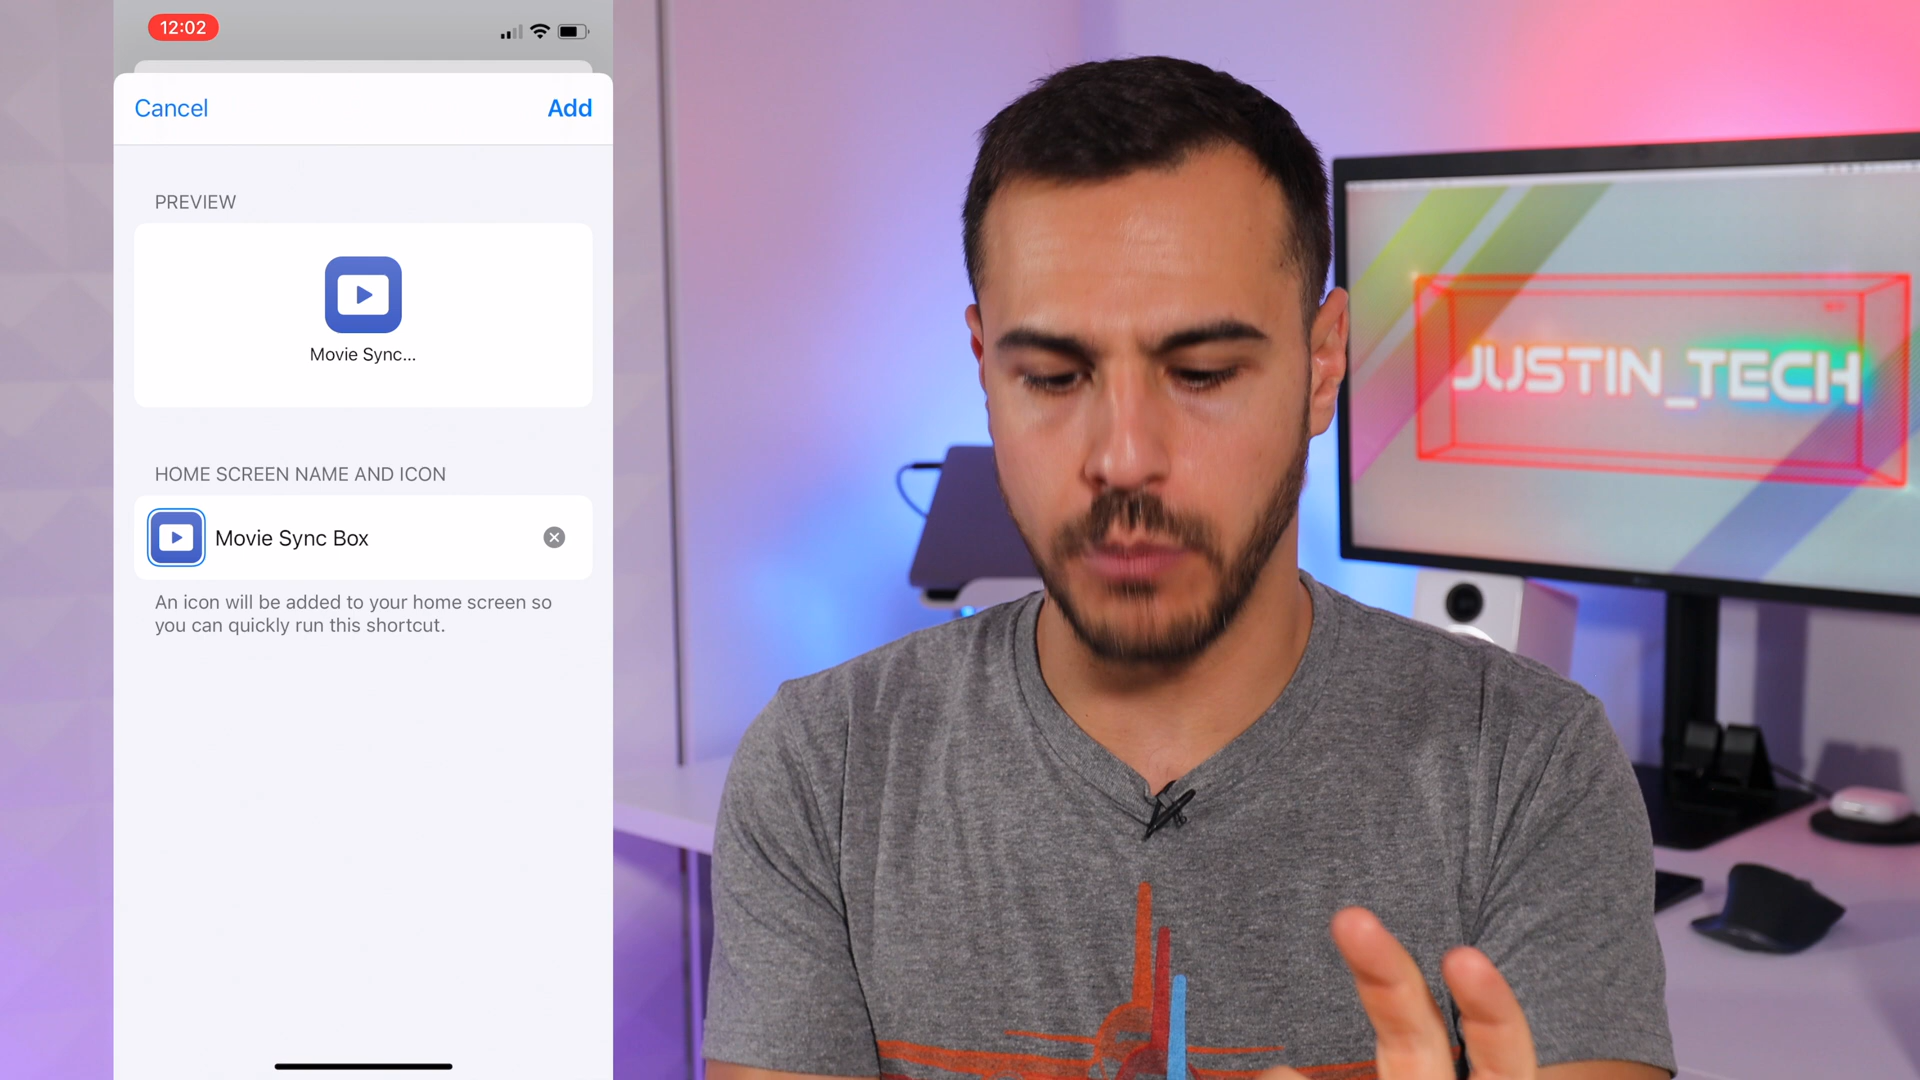 12:02
Cancel
Add
PREVIEW
Movie Sync...
HOME SCREEN NAME AND ICON
Movie Sync Box
An icon will be added to your home screen so
you can quickly run this shortcut.
JUSTIN_TECH